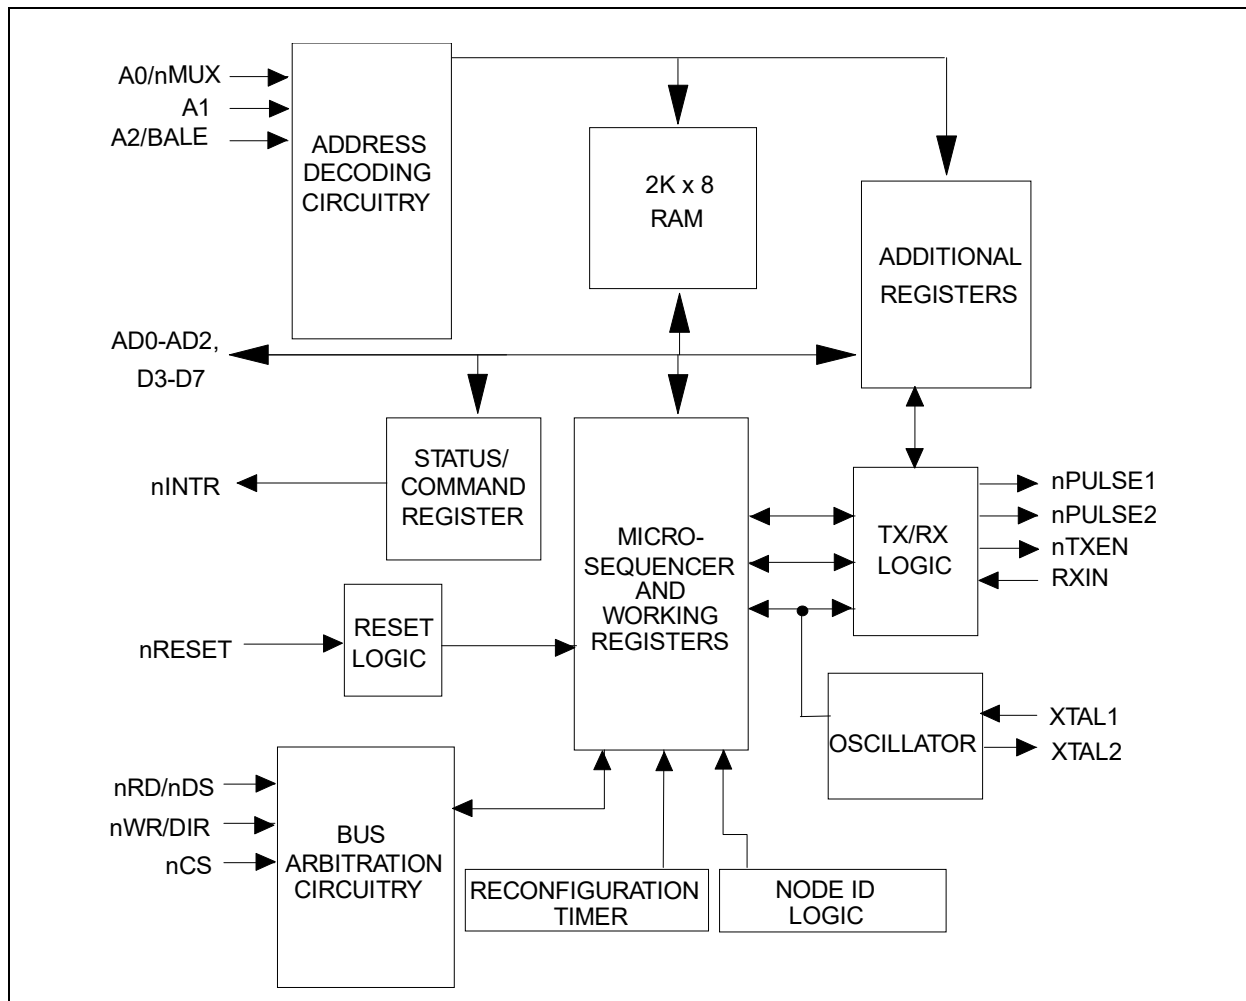 A0/nMUX
A1
A2/BALE
ADDRESS
DECODING
CIRCUITRY
2K x 8
RAM
ADDITIONAL
REGISTERS
AD0-AD2,
D3-D7
nINTR
STATUS/
COMMAND
REGISTER
MICRO-
SEQUENCER
AND
WORKING
REGISTERS
TX/RX
LOGIC
nPULSE1
nPULSE2
nTXEN
RXIN
nRESET
RESET
LOGIC
OSCILLATOR
XTAL1
XTAL2
nRD/nDS
nWR/DIR
nCS
BUS
ARBITRATION
CIRCUITRY
RECONFIGURATION
TIMER
NODE ID
LOGIC